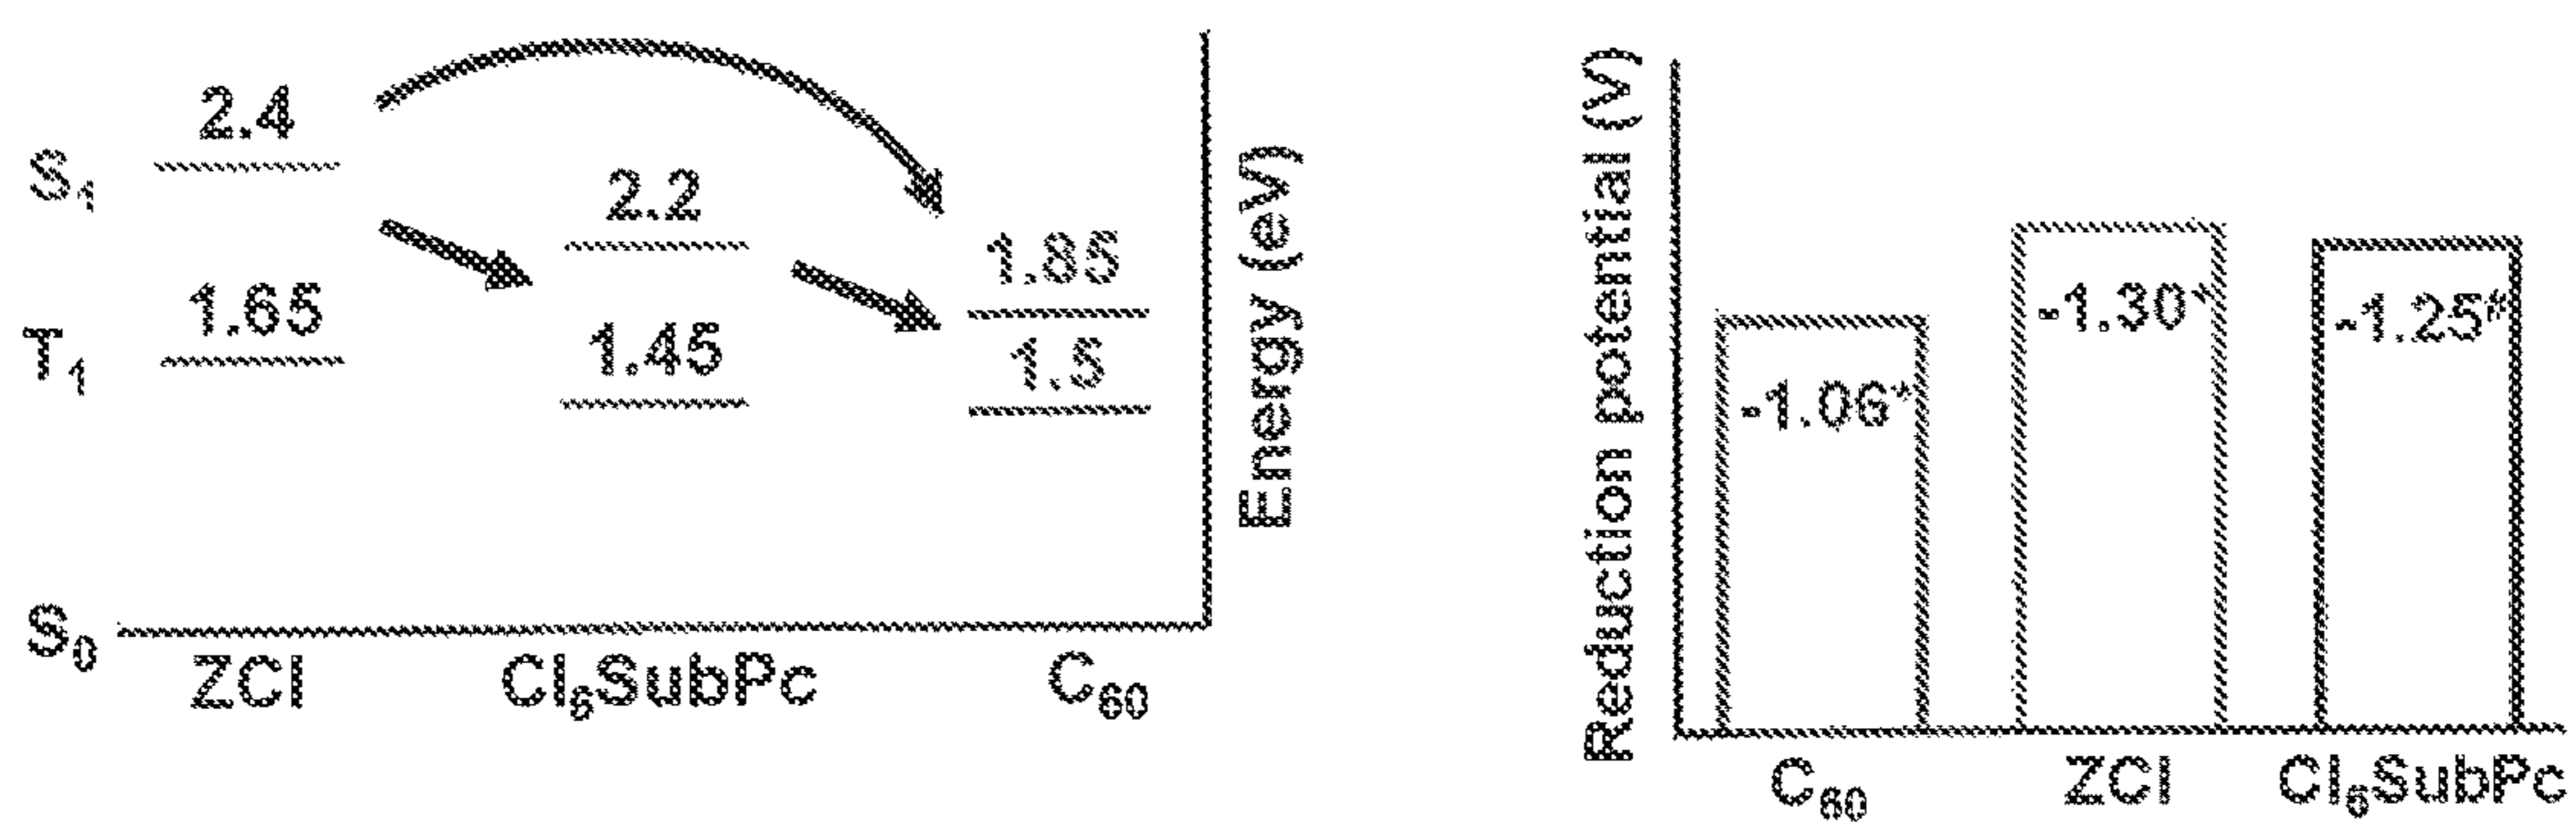 S₁
2.4
2.2
1.85
T₁
1.65
1.45
1.5
S₀
ZCl
Cl₆SubPc
C₆₀
Energy (eV)
Reduction potential (V)
-1.06*
-1.30*
-1.25#
C₆₀
ZCl
Cl₆SubPc